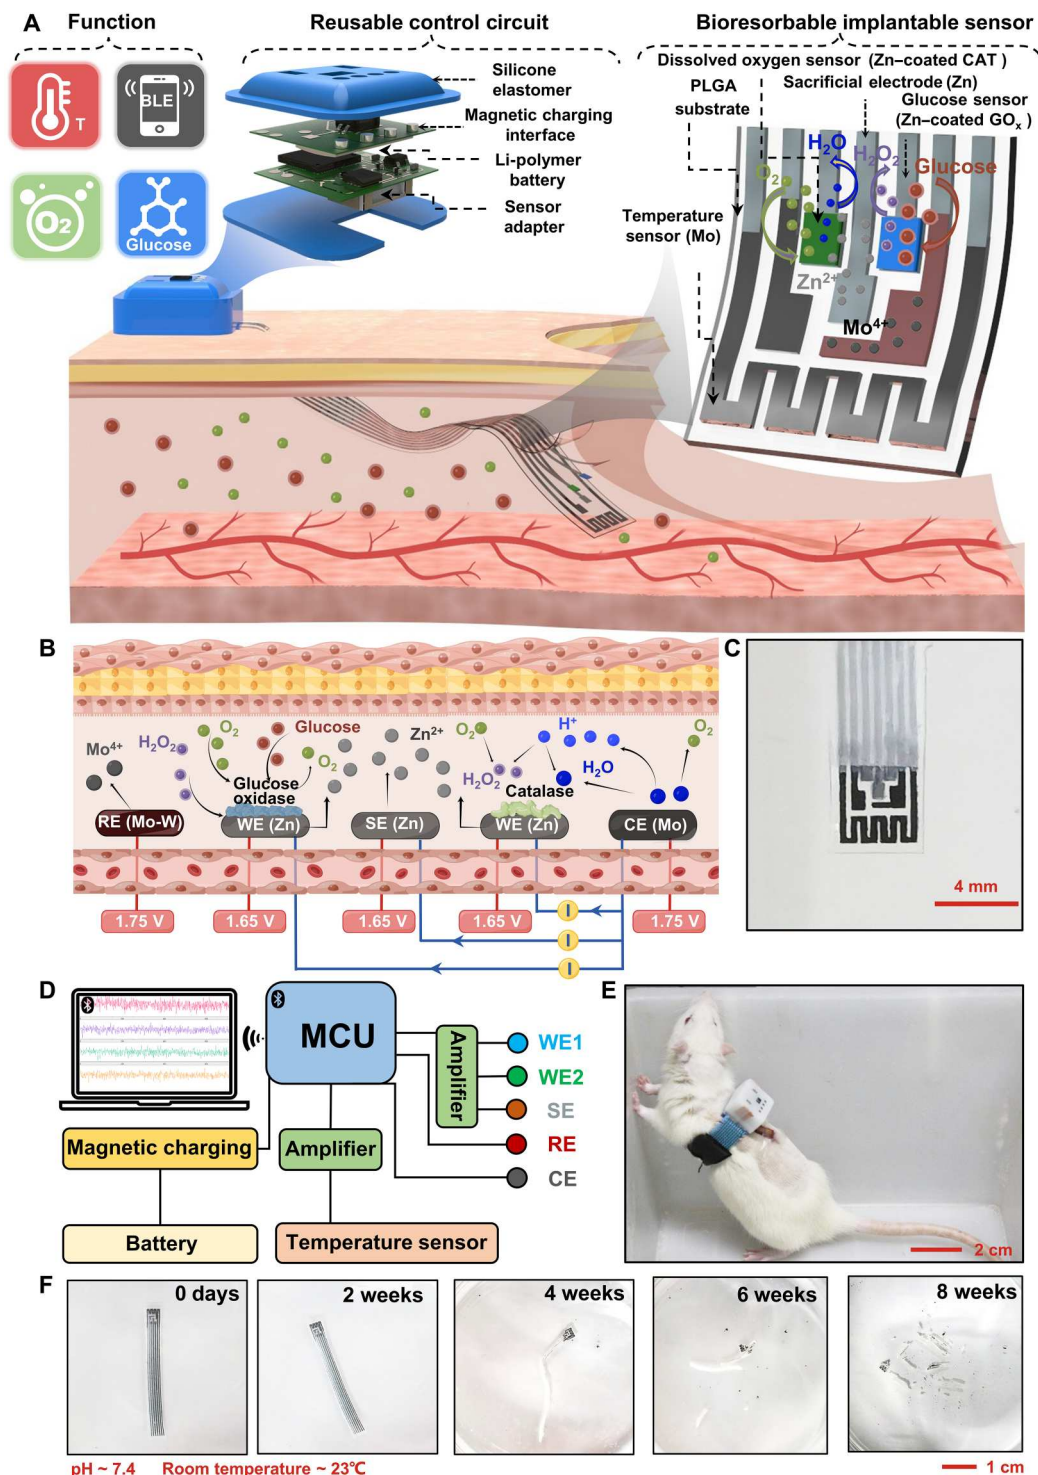 A
Function
Reusable control circuit
Bioresorbable implantable sensor
T
BLE
O₂
Glucose
Silicone
elastomer
Magnetic charging
interface
Li-polymer
battery
Sensor
adapter
Dissolved oxygen sensor (Zn–coated CAT)
PLGA
substrate
Sacrificial electrode (Zn)
Glucose sensor
(Zn–coated GOₓ)
H₂O
H₂O₂
O₂
Glucose
Temperature
sensor (Mo)
Zn²⁺
Mo⁴⁺
B
Mo⁴⁺
H₂O₂
O₂
Glucose
O₂
Zn²⁺
O₂
H⁺
O₂
H₂O₂
H₂O
Glucose
oxidase
Catalase
RE (Mo-W)
WE (Zn)
SE (Zn)
WE (Zn)
CE (Mo)
1.75 V
1.65 V
1.65 V
1.65 V
1.75 V
I
I
I
C
4 mm
D
MCU
Amplifier
WE1
WE2
SE
RE
CE
Magnetic charging
Amplifier
Battery
Temperature sensor
E
2 cm
F
0 days
2 weeks
4 weeks
6 weeks
8 weeks
pH ~ 7.4
Room temperature ~ 23℃
1 cm